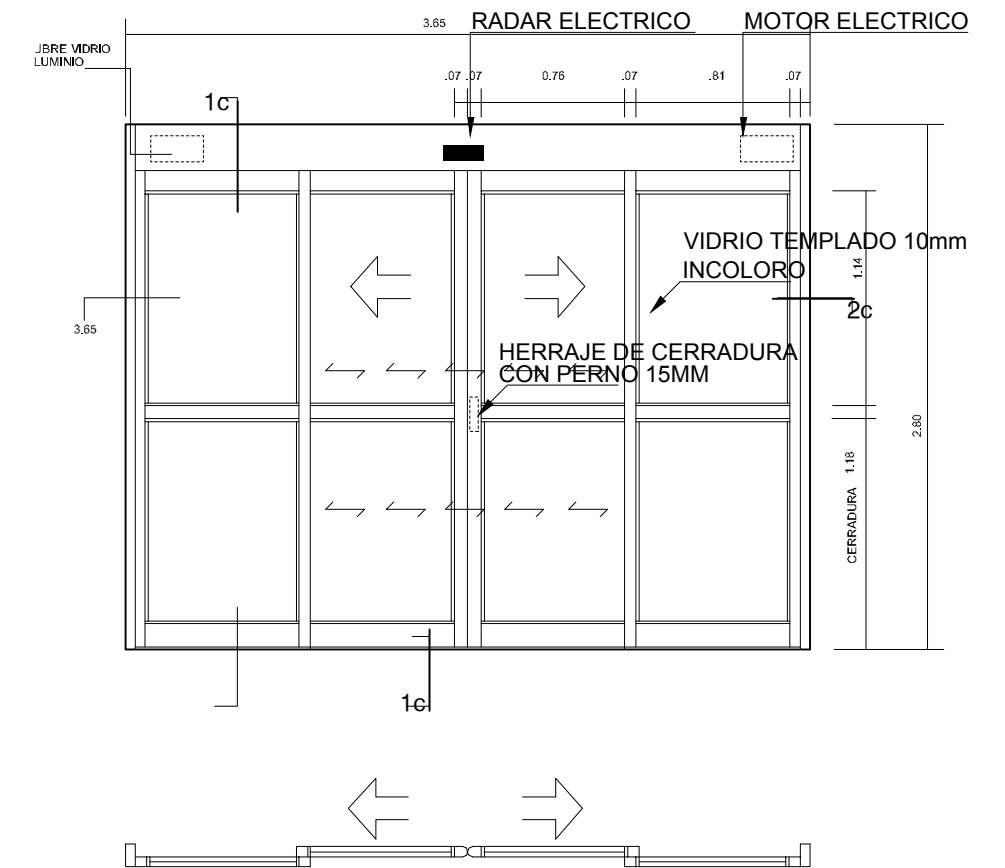 3.65
RADAR ELECTRICO
MOTOR ELECTRICO
UBRE VIDRIO
LUMINIO
.07
.07
0.76
.07
.81
.07
1c
VIDRIO TEMPLADO 10mm
INCOLORO
1.14
2c
3.65
HERRAJE DE CERRADURA
CON PERNO 15MM
2.80
CERRADURA 1.18
1c